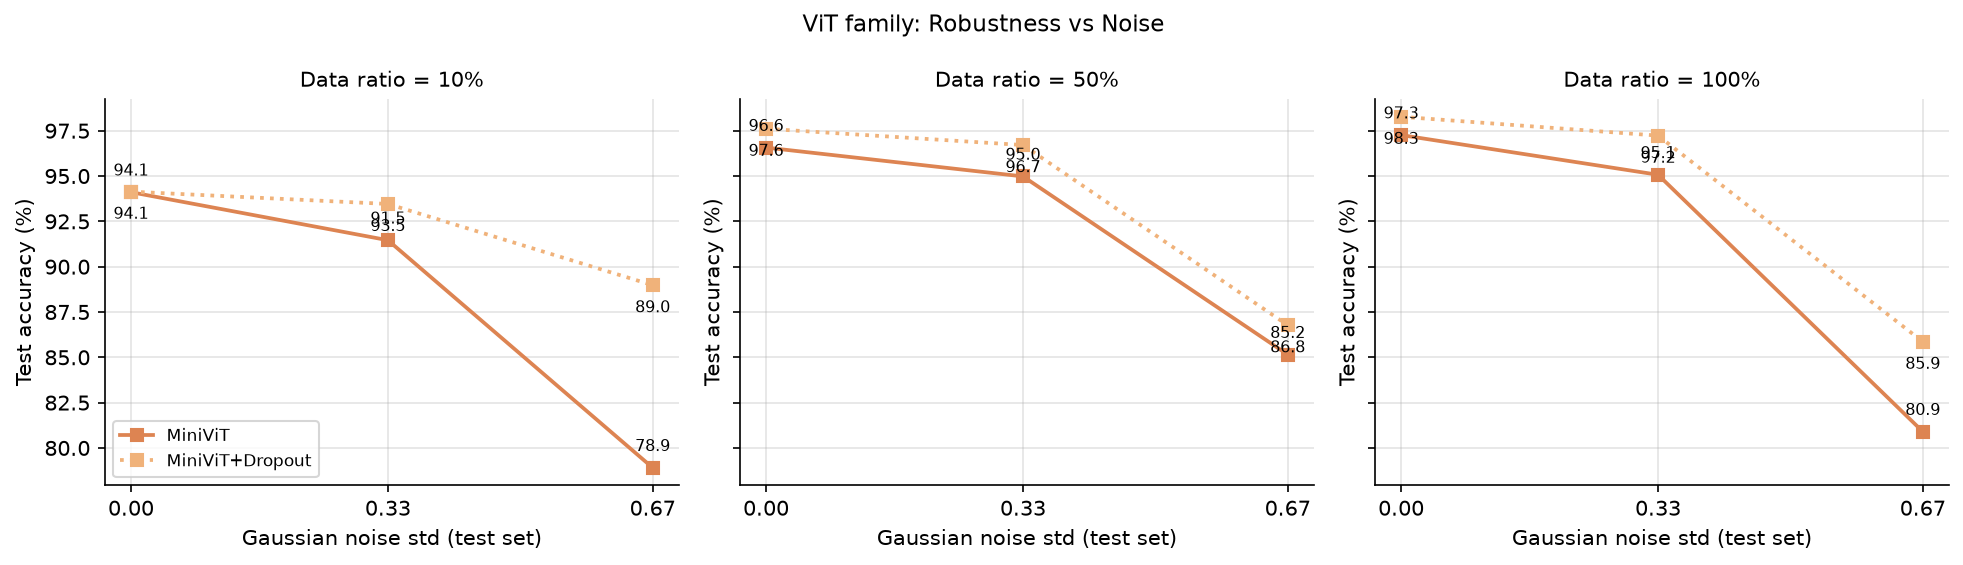 ViT family: Robustness vs Noise
Data ratio = 10%
Test accuracy (%)
97.5
95.0
92.5
90.0
87.5
85.0
82.5
80.0
94.1
94.1
91.5
93.5
89.0
78.9
MiniViT
MiniViT+Dropout
0.00
0.33
0.67
Gaussian noise std (test set)
Data ratio = 50%
Test accuracy (%)
96.6
97.6
95.0
96.7
85.2
86.8
0.00
0.33
0.67
Gaussian noise std (test set)
Data ratio = 100%
Test accuracy (%)
97.3
98.3
95.1
97.2
85.9
80.9
0.00
0.33
0.67
Gaussian noise std (test set)